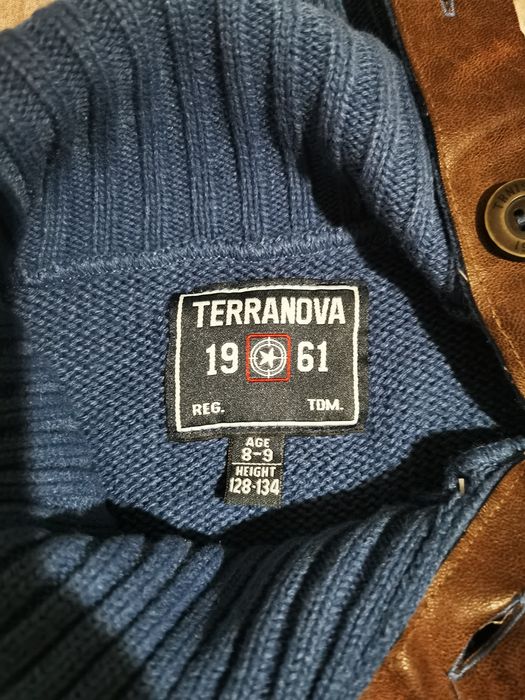 TERRANOVA
19 61
REG. TDM.
AGE
8-9
HEIGHT
128-134